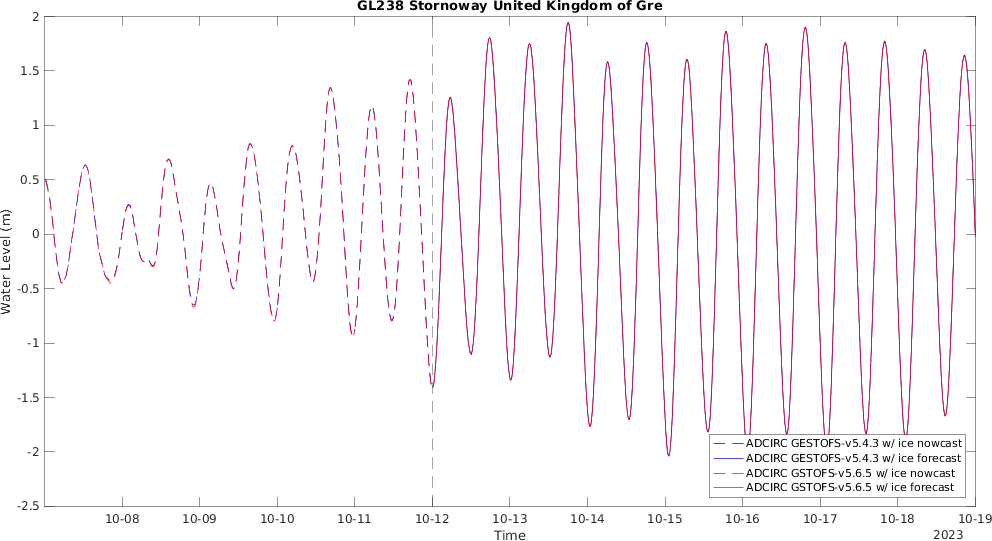 GL238 Stornoway United Kingdom of Gre
2
1.5
1
0.5
0
-0.5
-1
-1.5
-2
-2.5
Water Level (m)
ADCIRC GESTOFS-v5.4.3 w/ ice nowcast
ADCIRC GESTOFS-v5.4.3 w/ ice forecast
ADCIRC GSTOFS-v5.6.5 w/ ice nowcast
ADCIRC GSTOFS-v5.6.5 w/ ice forecast
10-08 10-09 10-10 10-11 10-12 10-13 10-14 10-15 10-16 10-17 10-18 10-19
Time 2023